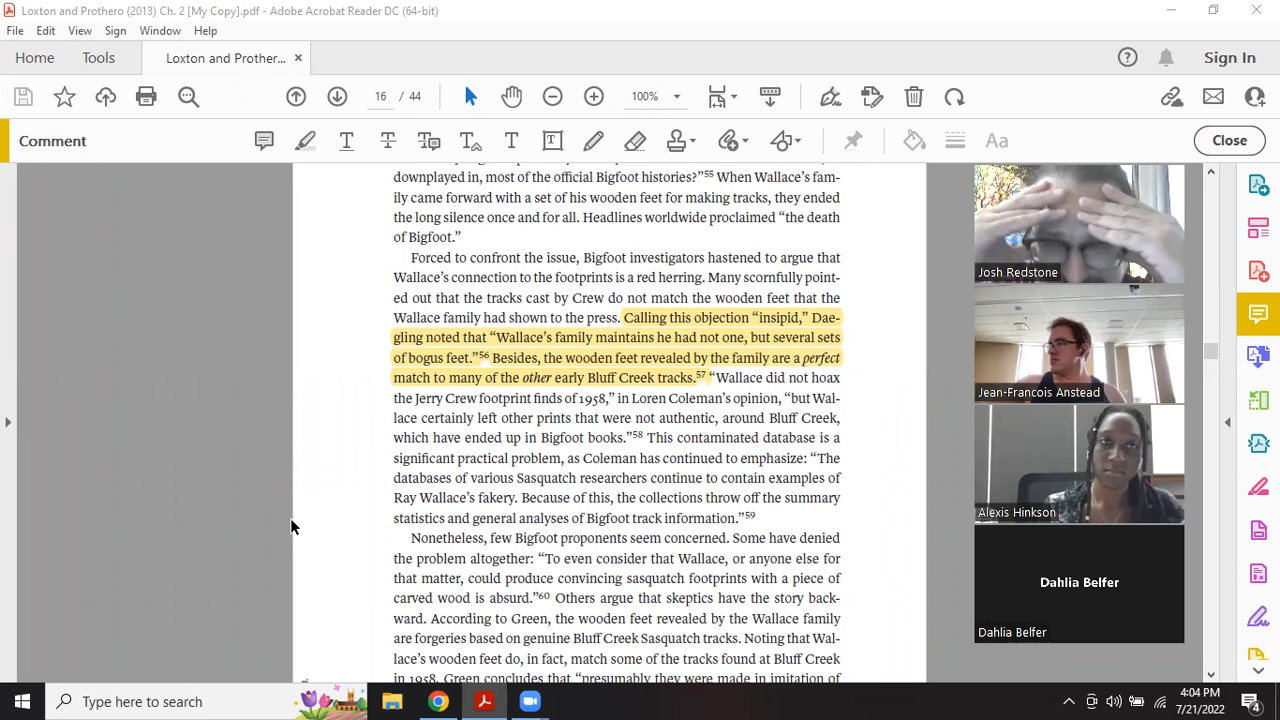 Loxton and Prothero (2013) Ch. 2 [My Copy].pdf - Adobe Acrobat Reader DC (64-bit)
File Edit View Sign Window Help
Home Tools Loxton and Prother... × Sign In
16 / 44 100%
Comment Close
downplayed in, most of the official Bigfoot histories?”55 When Wallace’s fam-
ily came forward with a set of his wooden feet for making tracks, they ended
the long silence once and for all. Headlines worldwide proclaimed “the death
of Bigfoot.”
Forced to confront the issue, Bigfoot investigators hastened to argue that
Wallace’s connection to the footprints is a red herring. Many scornfully point-
ed out that the tracks cast by Crew do not match the wooden feet that the
Wallace family had shown to the press. Calling this objection “insipid,” Dae-
gling noted that “Wallace’s family maintains he had not one, but several sets
of bogus feet.”56 Besides, the wooden feet revealed by the family are a perfect
match to many of the other early Bluff Creek tracks.57 “Wallace did not hoax
the Jerry Crew footprint finds of 1958,” in Loren Coleman’s opinion, “but Wal-
lace certainly left other prints that were not authentic, around Bluff Creek,
which have ended up in Bigfoot books.”58 This contaminated database is a
significant practical problem, as Coleman has continued to emphasize: “The
databases of various Sasquatch researchers continue to contain examples of
Ray Wallace’s fakery. Because of this, the collections throw off the summary
statistics and general analyses of Bigfoot track information.”59
Nonetheless, few Bigfoot proponents seem concerned. Some have denied
the problem altogether: “To even consider that Wallace, or anyone else for
that matter, could produce convincing sasquatch footprints with a piece of
carved wood is absurd.”60 Others argue that skeptics have the story back-
ward. According to Green, the wooden feet revealed by the Wallace family
are forgeries based on genuine Bluff Creek Sasquatch tracks. Noting that Wal-
lace’s wooden feet do, in fact, match some of the tracks found at Bluff Creek
in 1958, Green concludes that “presumably they were made in imitation of
Josh Redstone
Jean-Francois Anstead
Alexis Hinkson
Dahlia Belfer
Dahlia Belfer
Type here to search
4:04 PM
7/21/2022
4